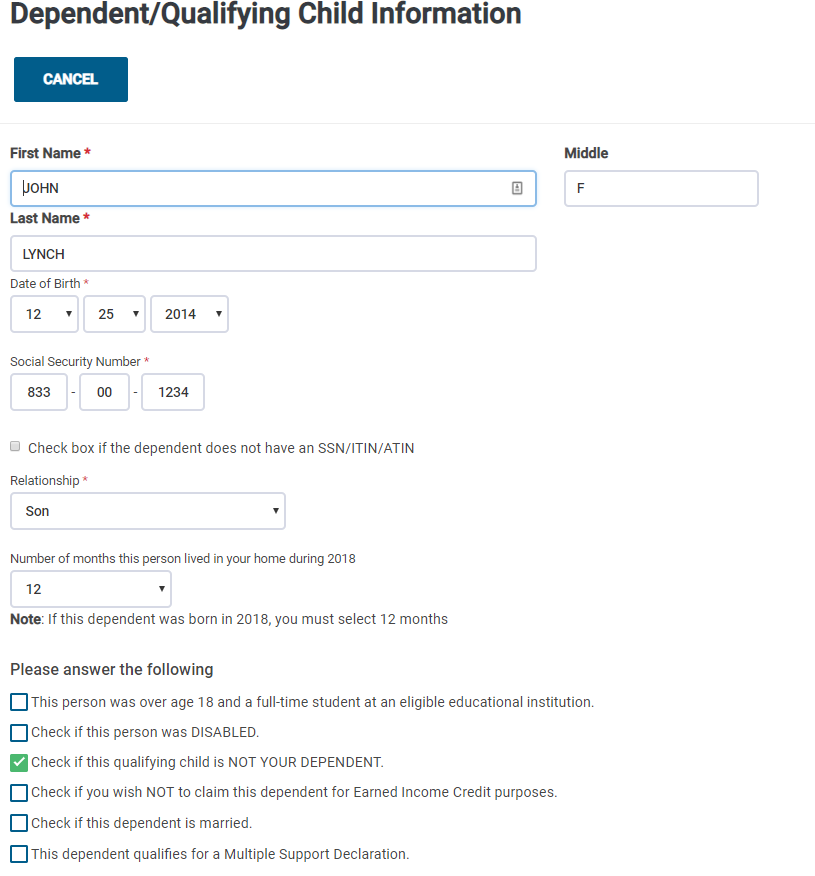 Dependent/Qualifying Child Information
CANCEL
First Name *
Middle
JOHN
F
Last Name *
LYNCH
Date of Birth *
12 25 2014
Social Security Number *
833 - 00 - 1234
Check box if the dependent does not have an SSN/ITIN/ATIN
Relationship *
Son
Number of months this person lived in your home during 2018
12
Note: If this dependent was born in 2018, you must select 12 months
Please answer the following
This person was over age 18 and a full-time student at an eligible educational institution.
Check if this person was DISABLED.
Check if this qualifying child is NOT YOUR DEPENDENT.
Check if you wish NOT to claim this dependent for Earned Income Credit purposes.
Check if this dependent is married.
This dependent qualifies for a Multiple Support Declaration.